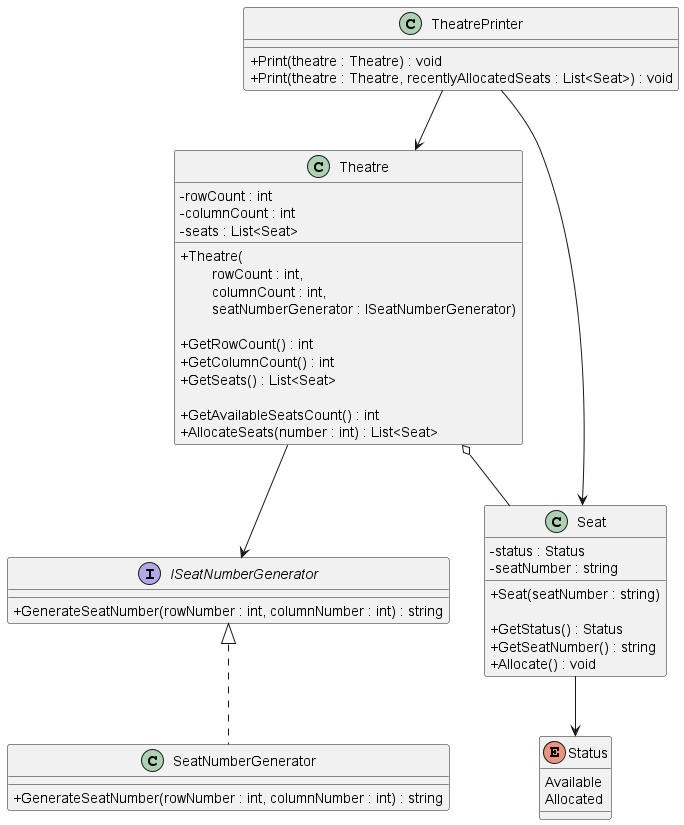 C TheatrePrinter
+Print(theatre : Theatre) : void
+Print(theatre : Theatre, recentlyAllocatedSeats : List<Seat>) : void
C Theatre
-rowCount : int
-columnCount : int
-seats : List<Seat>
+Theatre(
rowCount : int,
columnCount : int,
seatNumberGenerator : ISeatNumberGenerator)
+GetRowCount() : int
+GetColumnCount() : int
+GetSeats() : List<Seat>
+GetAvailableSeatsCount() : int
+AllocateSeats(number : int) : List<Seat>
C Seat
-status : Status
-seatNumber : string
+Seat(seatNumber : string)
+GetStatus() : Status
+GetSeatNumber() : string
+Allocate() : void
I ISeatNumberGenerator
+GenerateSeatNumber(rowNumber : int, columnNumber : int) : string
C SeatNumberGenerator
+GenerateSeatNumber(rowNumber : int, columnNumber : int) : string
E Status
Available
Allocated